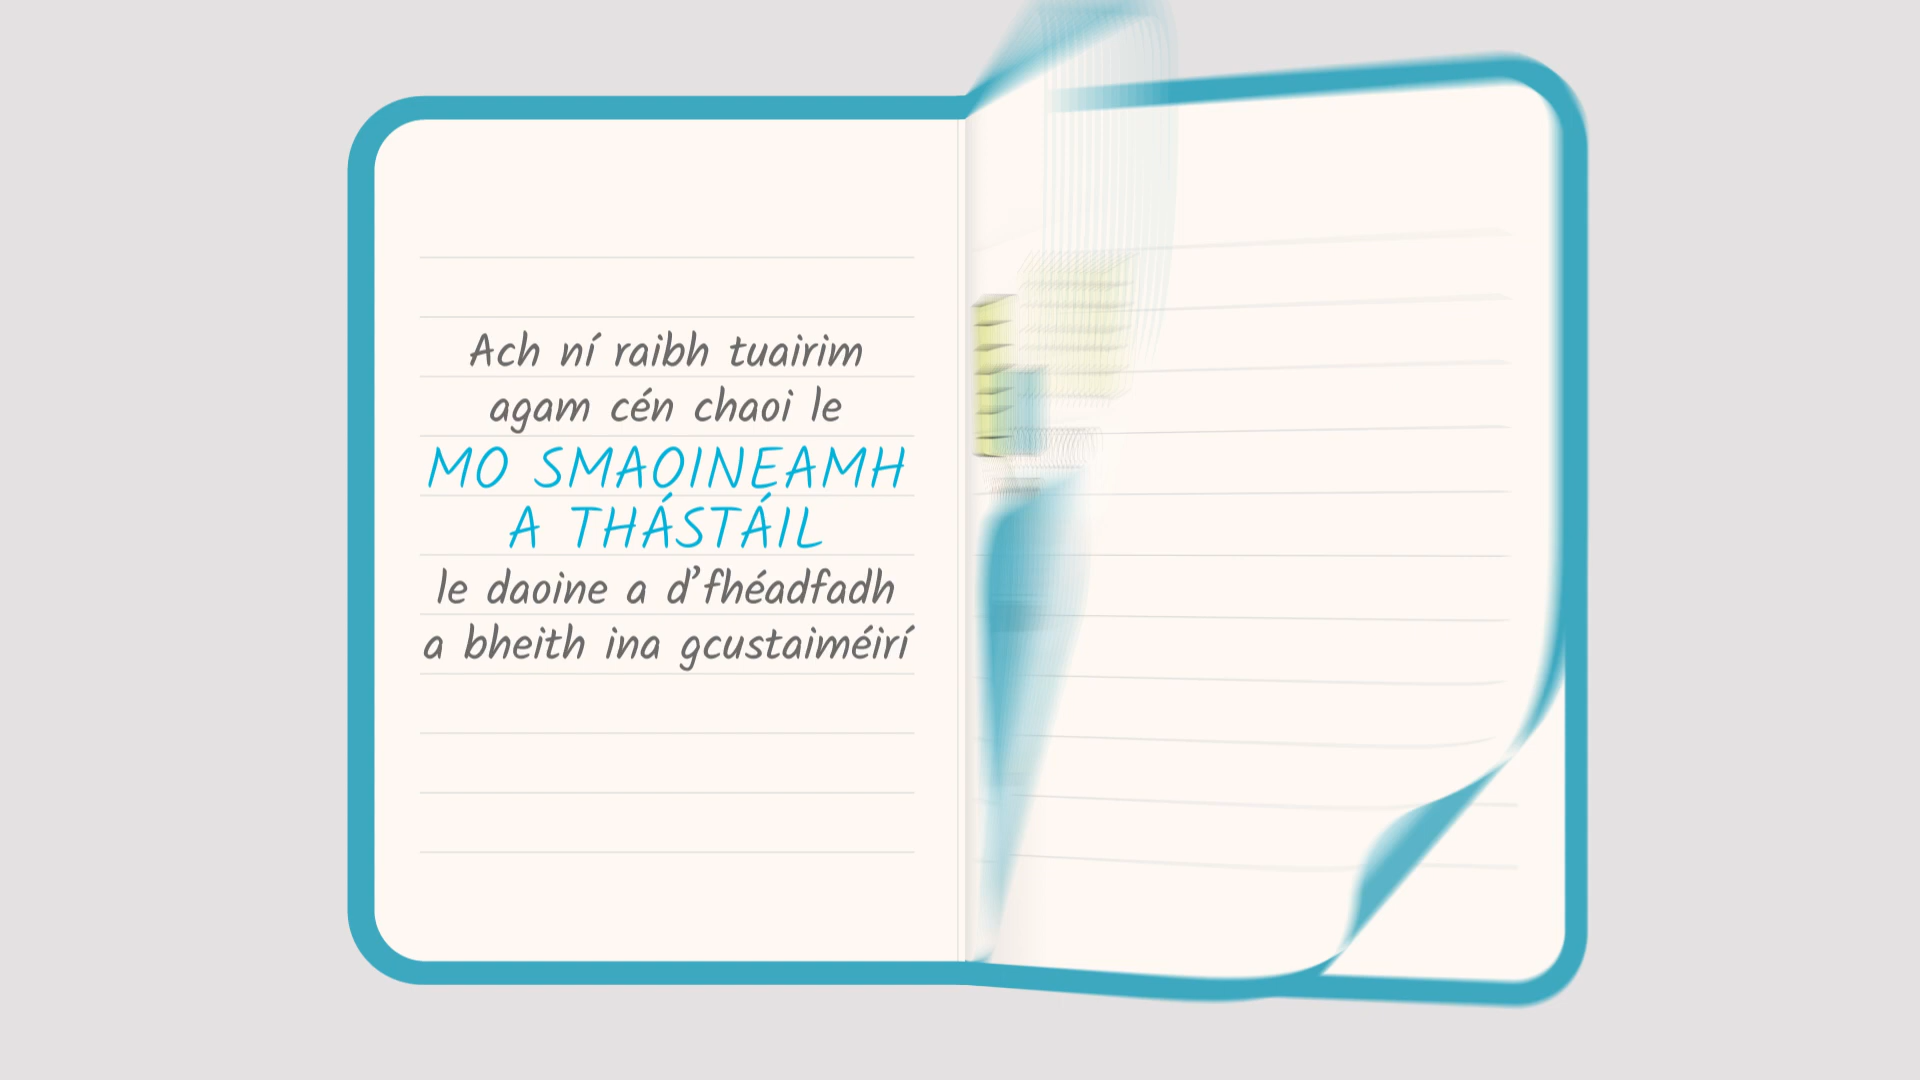 Ach ní raibh tuairim
agam cén chaoi le
MO SMAOINEAMH
A THÁSTÁIL
le daoine a d’fhéadfadh
a bheith ina gcustaiméirí